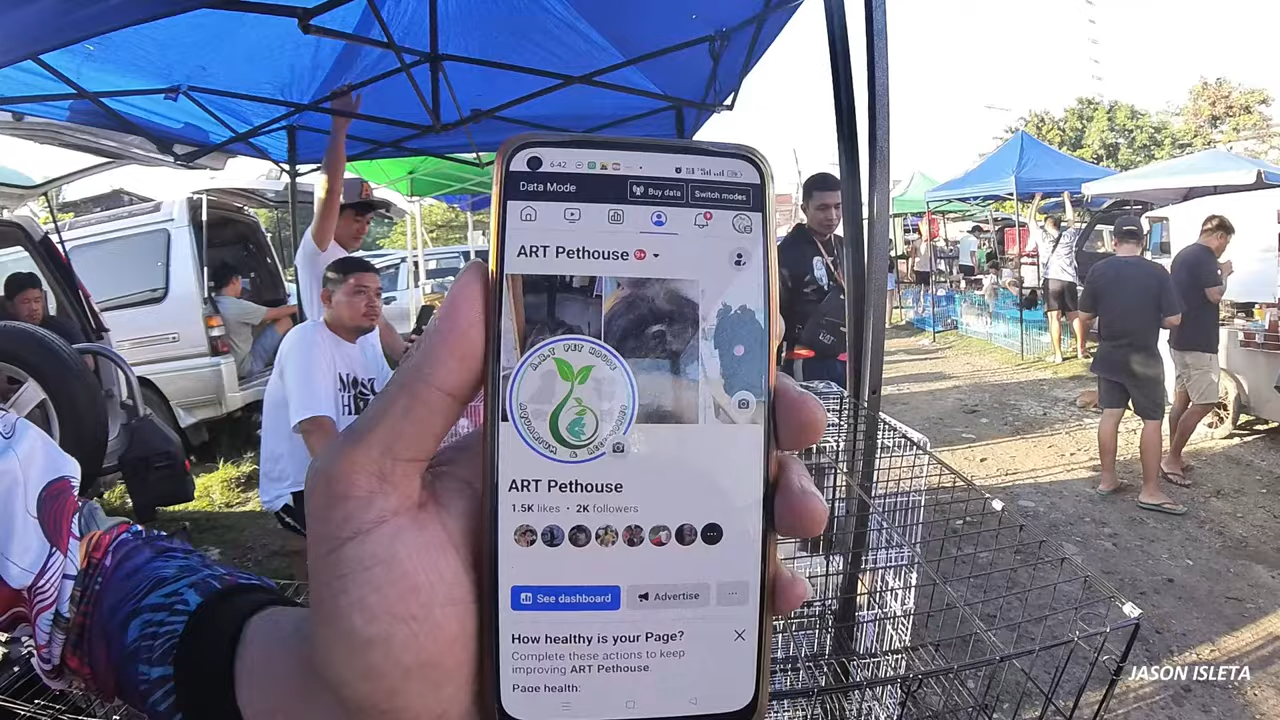 6:42
Data Mode
Buy data
Switch modes
ART Pethouse 9+
A.R.T PET HOUSE
AQUARIUM & ACCESSORIES
ART Pethouse
1.5K likes • 2K followers
See dashboard
Advertise
How healthy is your Page?
Complete these actions to keep
improving ART Pethouse.
Page health:
JASON ISLETA